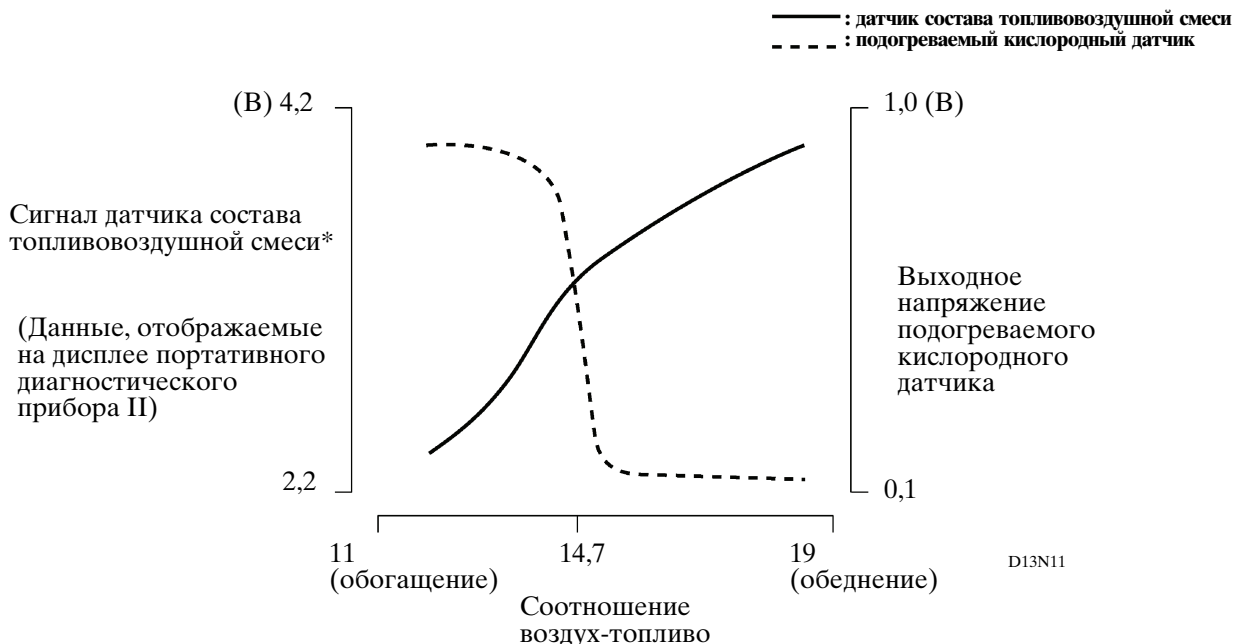 : датчик состава топливовоздушной смеси
: подогреваемый кислородный датчик
(В) 4,2
1,0 (В)
Сигнал датчика состава
топливовоздушной смеси*
(Данные, отображаемые
на дисплее портативного
диагностического
прибора II)
Выходное
напряжение
подогреваемого
кислородного
датчика
2,2
0,1
11
(обогащение)
14,7
19
(обеднение)
D13N11
Соотношение
воздух-топливо